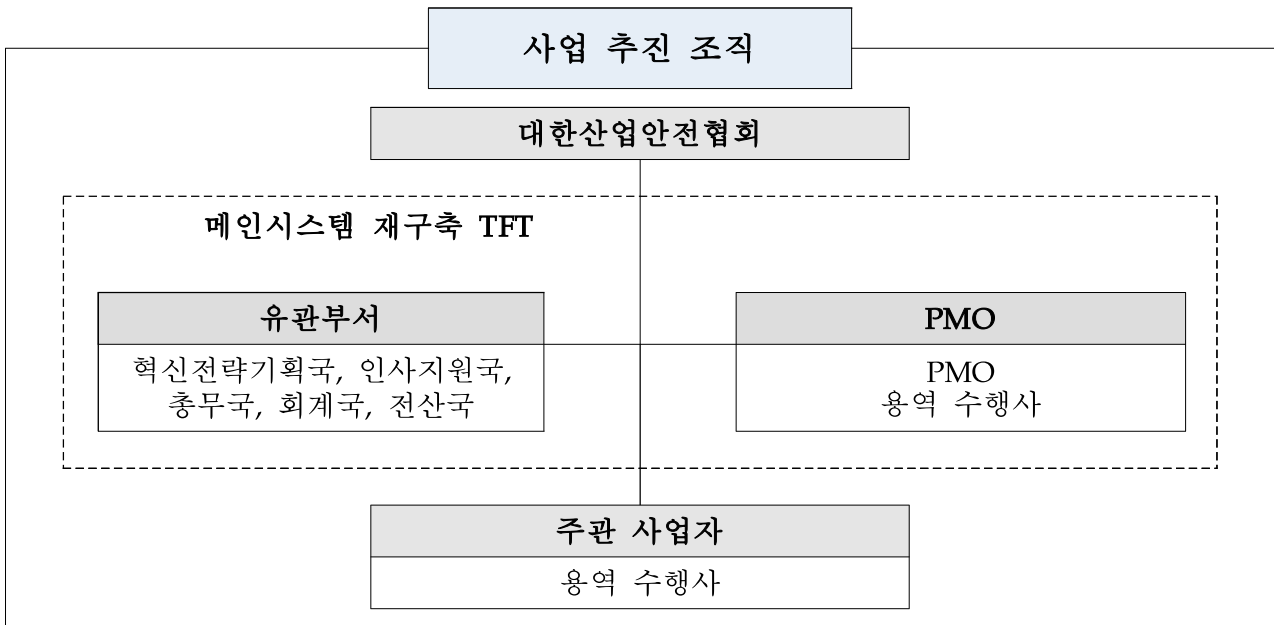 사업 추진 조직
대한산업안전협회
메인시스템 재구축 TFT
유관부서
혁신전략기획국, 인사지원국,
총무국, 회계국, 전산국
PMO
PMO
용역 수행사
주관 사업자
용역 수행사